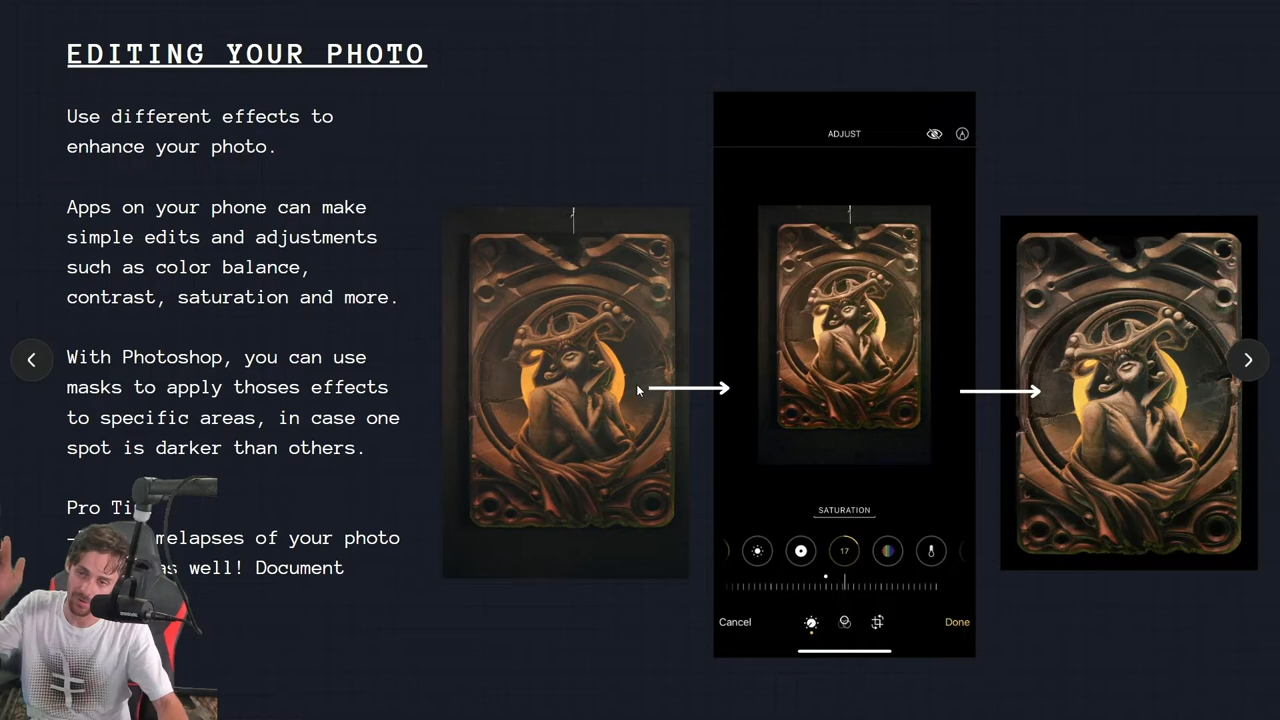 EDITING YOUR PHOTO
Use different effects to
enhance your photo.
Apps on your phone can make
simple edits and adjustments
such as color balance,
contrast, saturation and more.
With Photoshop, you can use
masks to apply thoses effects
to specific areas, in case one
spot is darker than others.
Pro
relapses of your photo
as well! Document
ADJUST
SATURATION
17
Cancel
Done